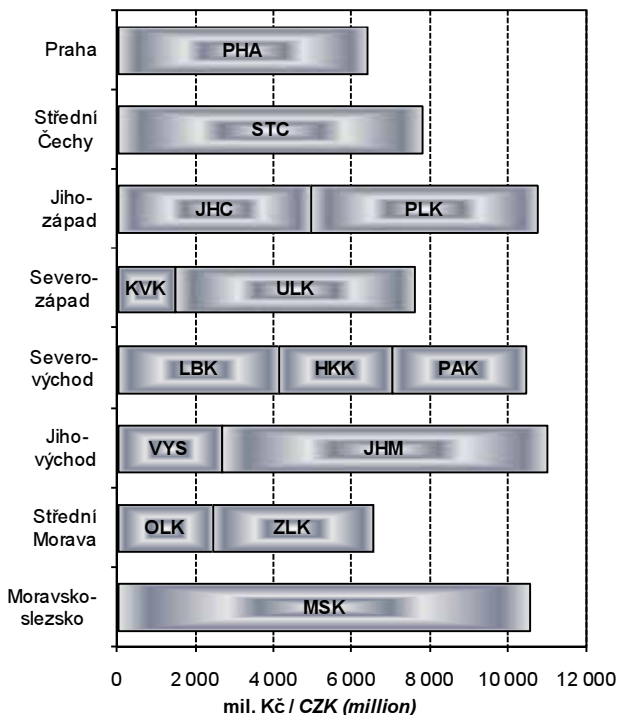 Praha
PHA
Střední
Čechy
STC
Jiho-
západ
JHC PLK
Severo-
západ
KVK ULK
Severo-
východ
LBK HKK PAK
Jiho-
východ
VYS JHM
Střední
Morava
OLK ZLK
Moravsko-
slezsko
MSK
0 2 000 4 000 6 000 8 000 10 000 12 000
mil. Kč / CZK (million)